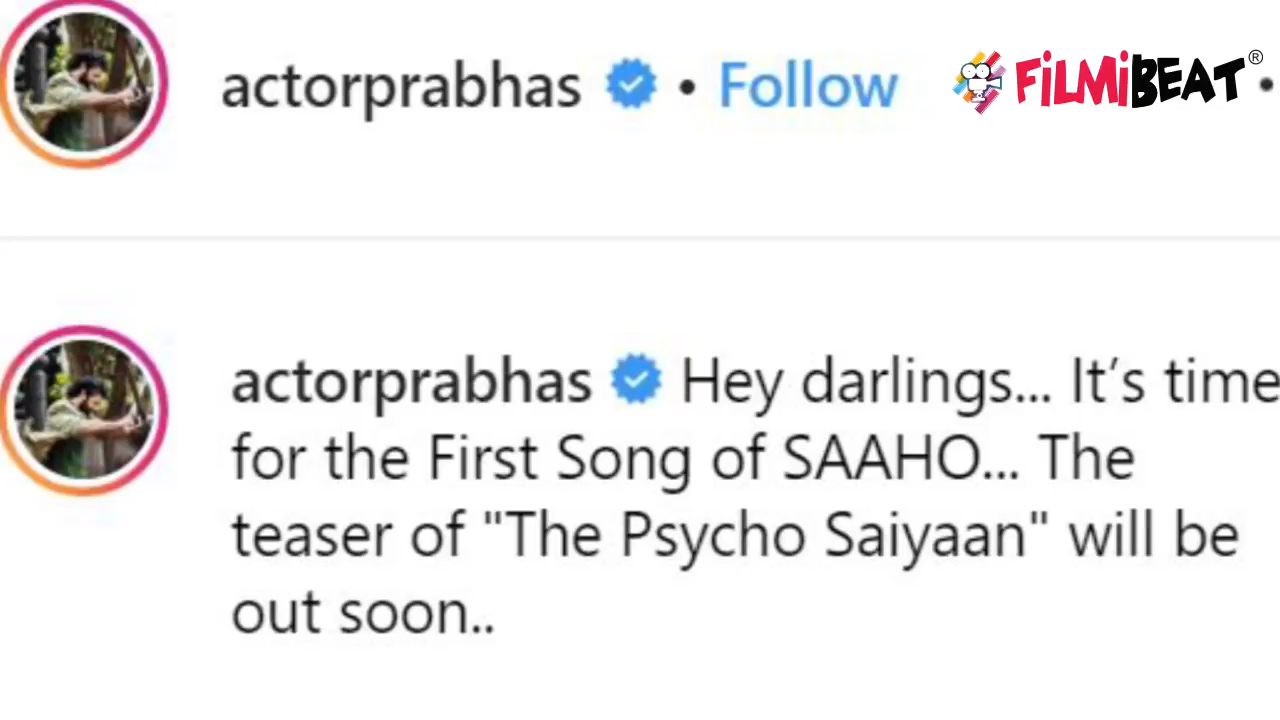 actorprabhas • Follow FiLMiBEAT® •
actorprabhas Hey darlings... It’s time
for the First Song of SAAHO... The
teaser of "The Psycho Saiyaan" will be
out soon..